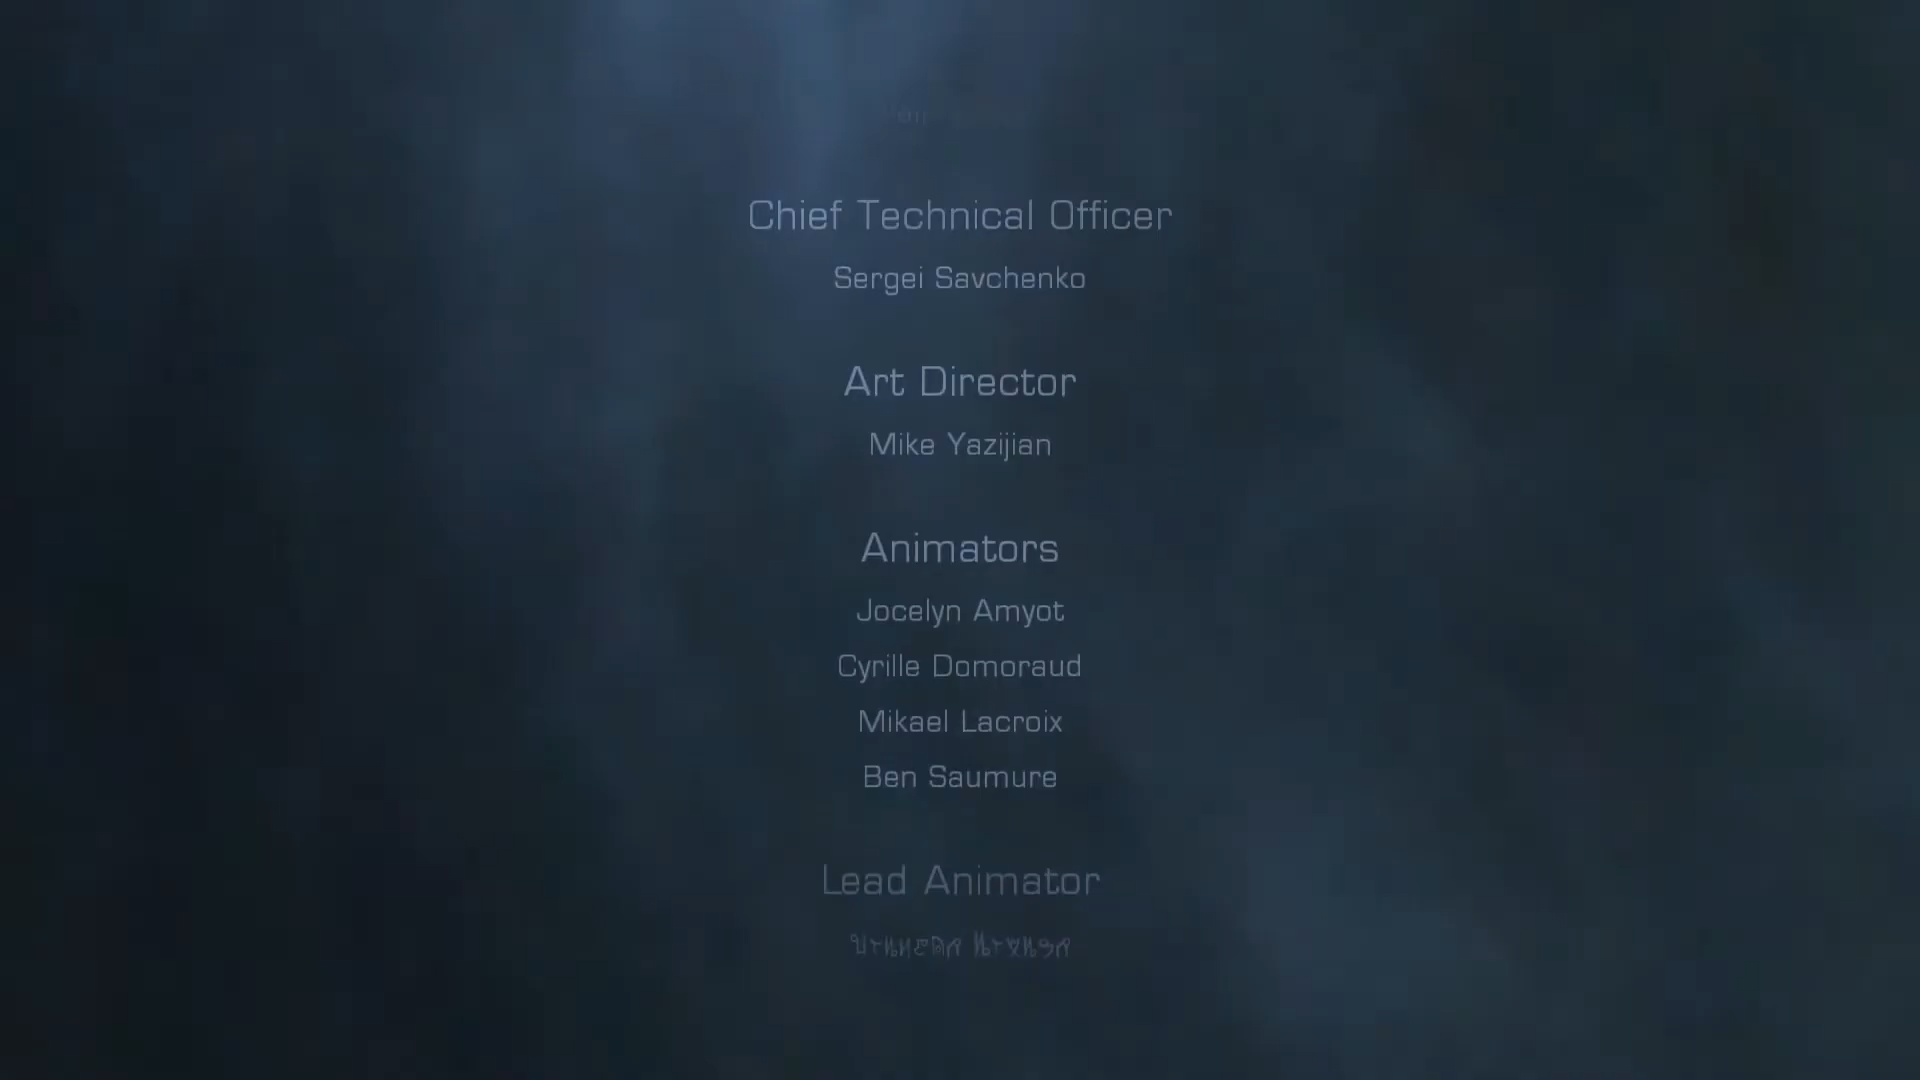 Chief Technical Officer
Sergei Savchenko
Art Director
Mike Yazijian
Animators
Jocelyn Amyot
Cyrille Domoraud
Mikael Lacroix
Ben Saumure
Lead Animator